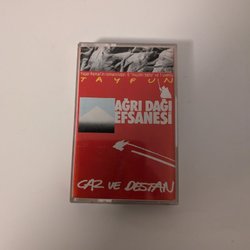 TAYFUN
AĞRI DAĞI
EFSANESİ
CAZ VE DESTAN